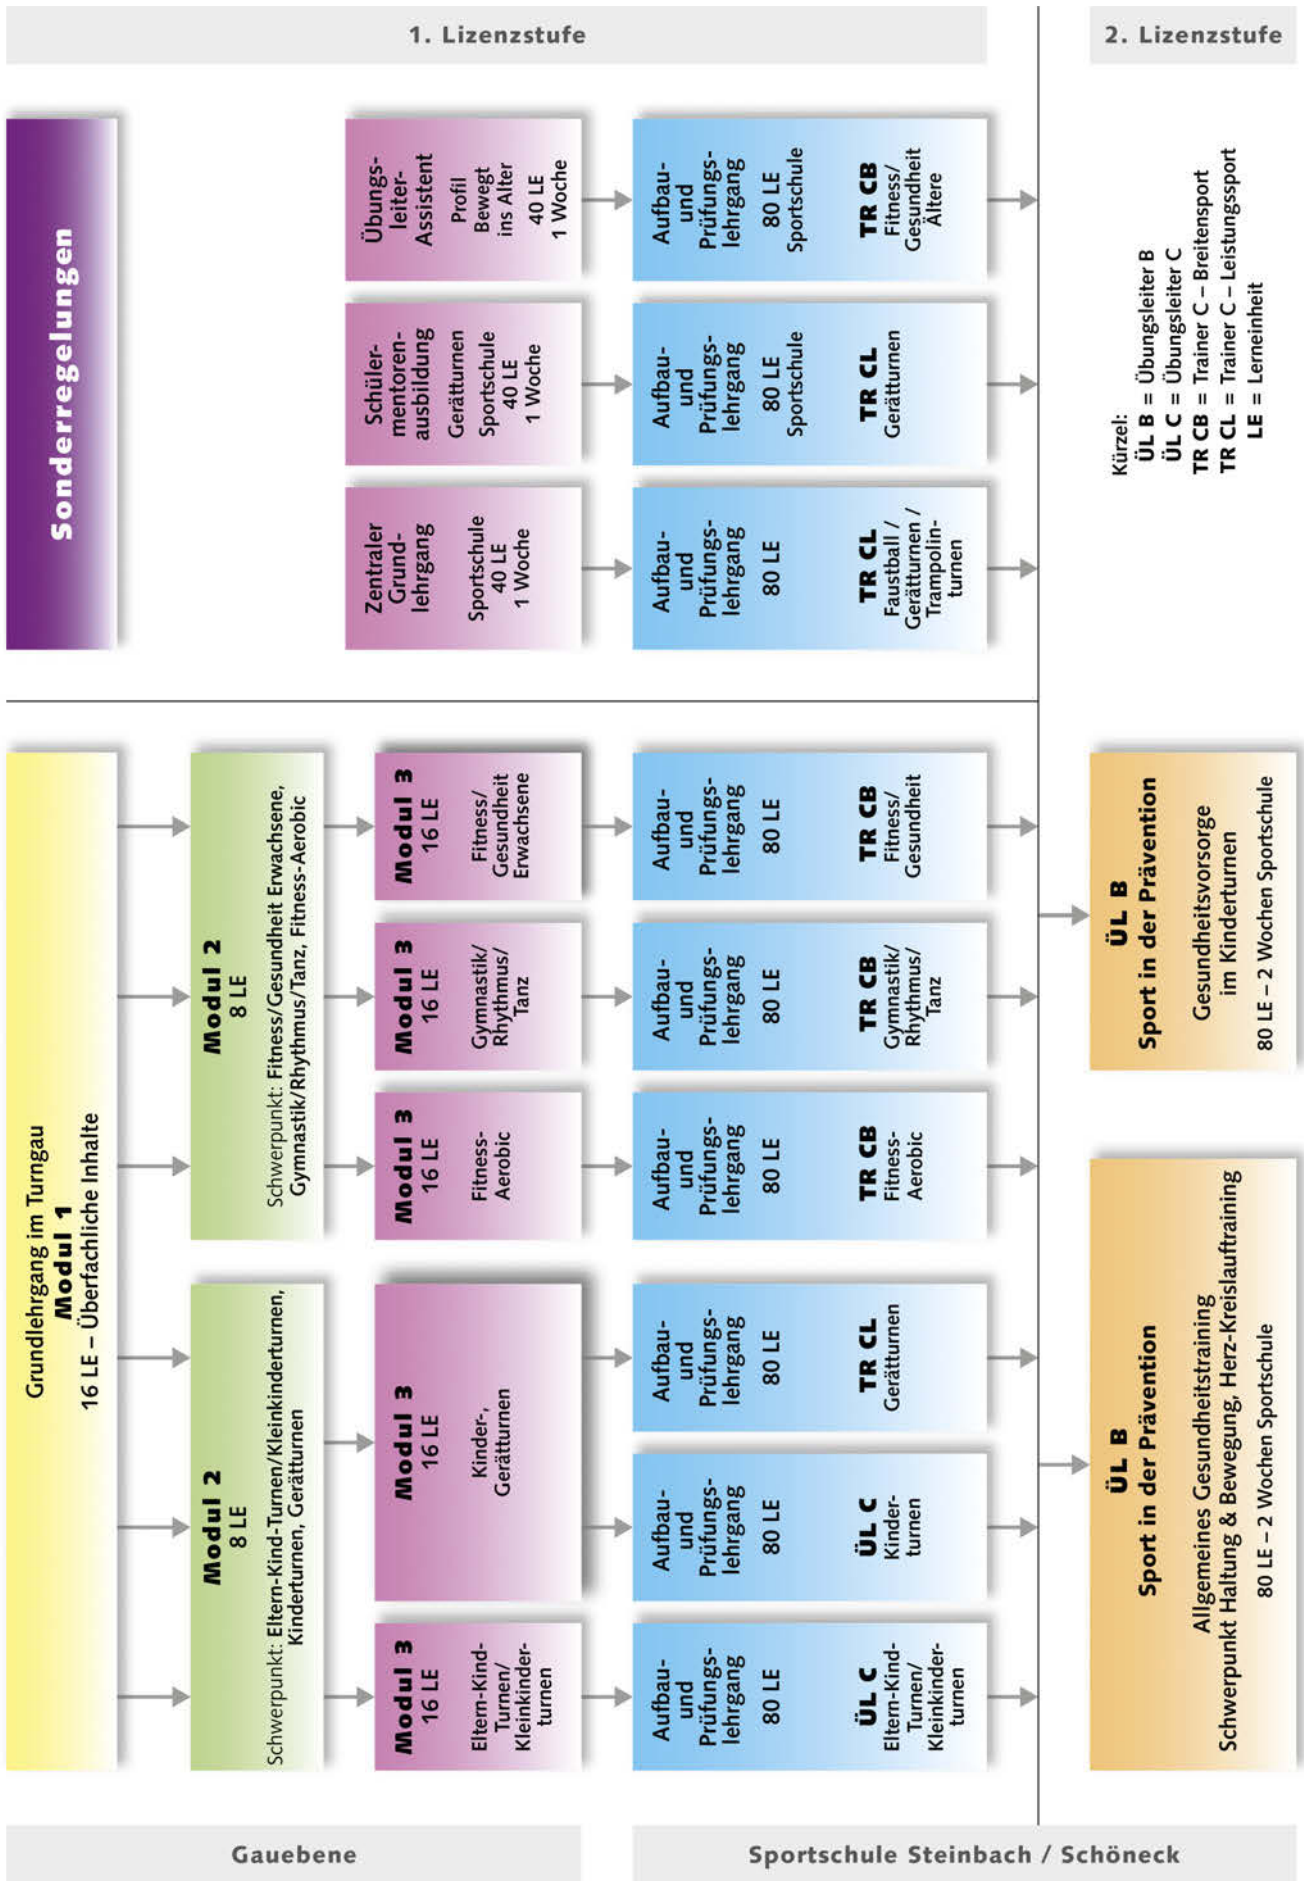 Gauebene
Sportschule Steinbach / Schöneck
Grundlehrgang im Turngau
Modul 1
16 LE – Überfachliche Inhalte
Modul 2
8 LE
Schwerpunkt: Eltern-Kind-Turnen/Kleinkinderturnen,
Kinderturnen, Gerätturnen
Modul 2
8 LE
Schwerpunkt: Fitness/Gesundheit Erwachsene,
Gymnastik/Rhythmus/Tanz, Fitness-Aerobic
Modul 3
16 LE
Eltern-Kind-
Turnen/
Kleinkinder-
turnen
Modul 3
16 LE
Kinder-,
Gerätturnen
Modul 3
16 LE
Fitness-
Aerobic
Modul 3
16 LE
Gymnastik/
Rhythmus/
Tanz
Modul 3
16 LE
Fitness/
Gesundheit
Erwachsene
Aufbau-
und
Prüfungs-
lehrgang
80 LE
ÜL C
Eltern-Kind-
Turnen/
Kleinkinder-
turnen
Aufbau-
und
Prüfungs-
lehrgang
80 LE
ÜL C
Kinder-
turnen
Aufbau-
und
Prüfungs-
lehrgang
80 LE
TR CL
Gerätturnen
Aufbau-
und
Prüfungs-
lehrgang
80 LE
TR CB
Fitness-
Aerobic
Aufbau-
und
Prüfungs-
lehrgang
80 LE
TR CB
Gymnastik/
Rhythmus/
Tanz
Aufbau-
und
Prüfungs-
lehrgang
80 LE
TR CB
Fitness/
Gesundheit
ÜL B
Sport in der Prävention
Allgemeines Gesundheitstraining
Schwerpunkt Haltung & Bewegung, Herz-Kreislauftraining
80 LE – 2 Wochen Sportschule
ÜL B
Sport in der Prävention
Gesundheitsvorsorge
im Kinderturnen
80 LE – 2 Wochen Sportschule
Sonderregelungen
Zentraler
Grund-
lehrgang
Sportschule
40 LE
1 Woche
Schüler-
mentoren-
ausbildung
Gerätturnen
Sportschule
40 LE
1 Woche
Übungs-
leiter-
Assistent
Profil
Bewegt
ins Alter
40 LE
1 Woche
Aufbau-
und
Prüfungs-
lehrgang
80 LE
TR CL
Faustball /
Gerätturnen /
Trampolin-
turnen
Aufbau-
und
Prüfungs-
lehrgang
80 LE
Sportschule
TR CL
Gerätturnen
Aufbau-
und
Prüfungs-
lehrgang
80 LE
Sportschule
TR CB
Fitness/
Gesundheit
Ältere
Kürzel:
ÜL B = Übungsleiter B
ÜL C = Übungsleiter C
TR CB = Trainer C – Breitensport
TR CL = Trainer C – Leistungssport
LE = Lerneinheit
1. Lizenzstufe
2. Lizenzstufe